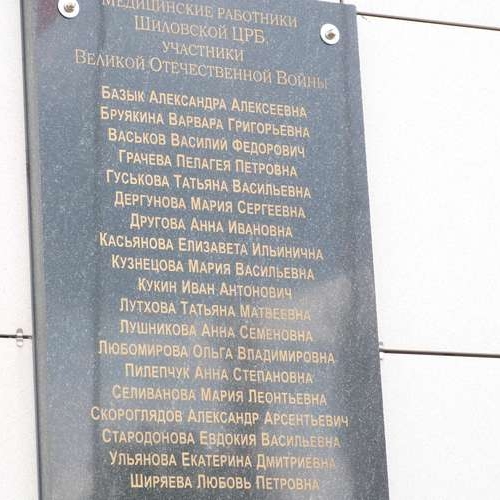 Медицинские работники
Шиловской ЦРБ,
участники
Великой Отечественной Войны
Базык Александра Алексеевна
Бруякина Варвара Григорьевна
Васьков Василий Федорович
Грачева Пелагея Петровна
Гуськова Татьяна Васильевна
Дергунова Мария Сергеевна
Другова Анна Ивановна
Касьянова Елизавета Ильинична
Кузнецова Мария Васильевна
Кукин Иван Антонович
Лутхова Татьяна Матвеевна
Лушникова Анна Семеновна
Любомирова Ольга Владимировна
Пилепчук Анна Степановна
Селиванова Мария Леонтьевна
Скороглядов Александр Арсентьевич
Стародонова Евдокия Васильевна
Ульянова Екатерина Дмитриевна
Ширяева Любовь Петровна